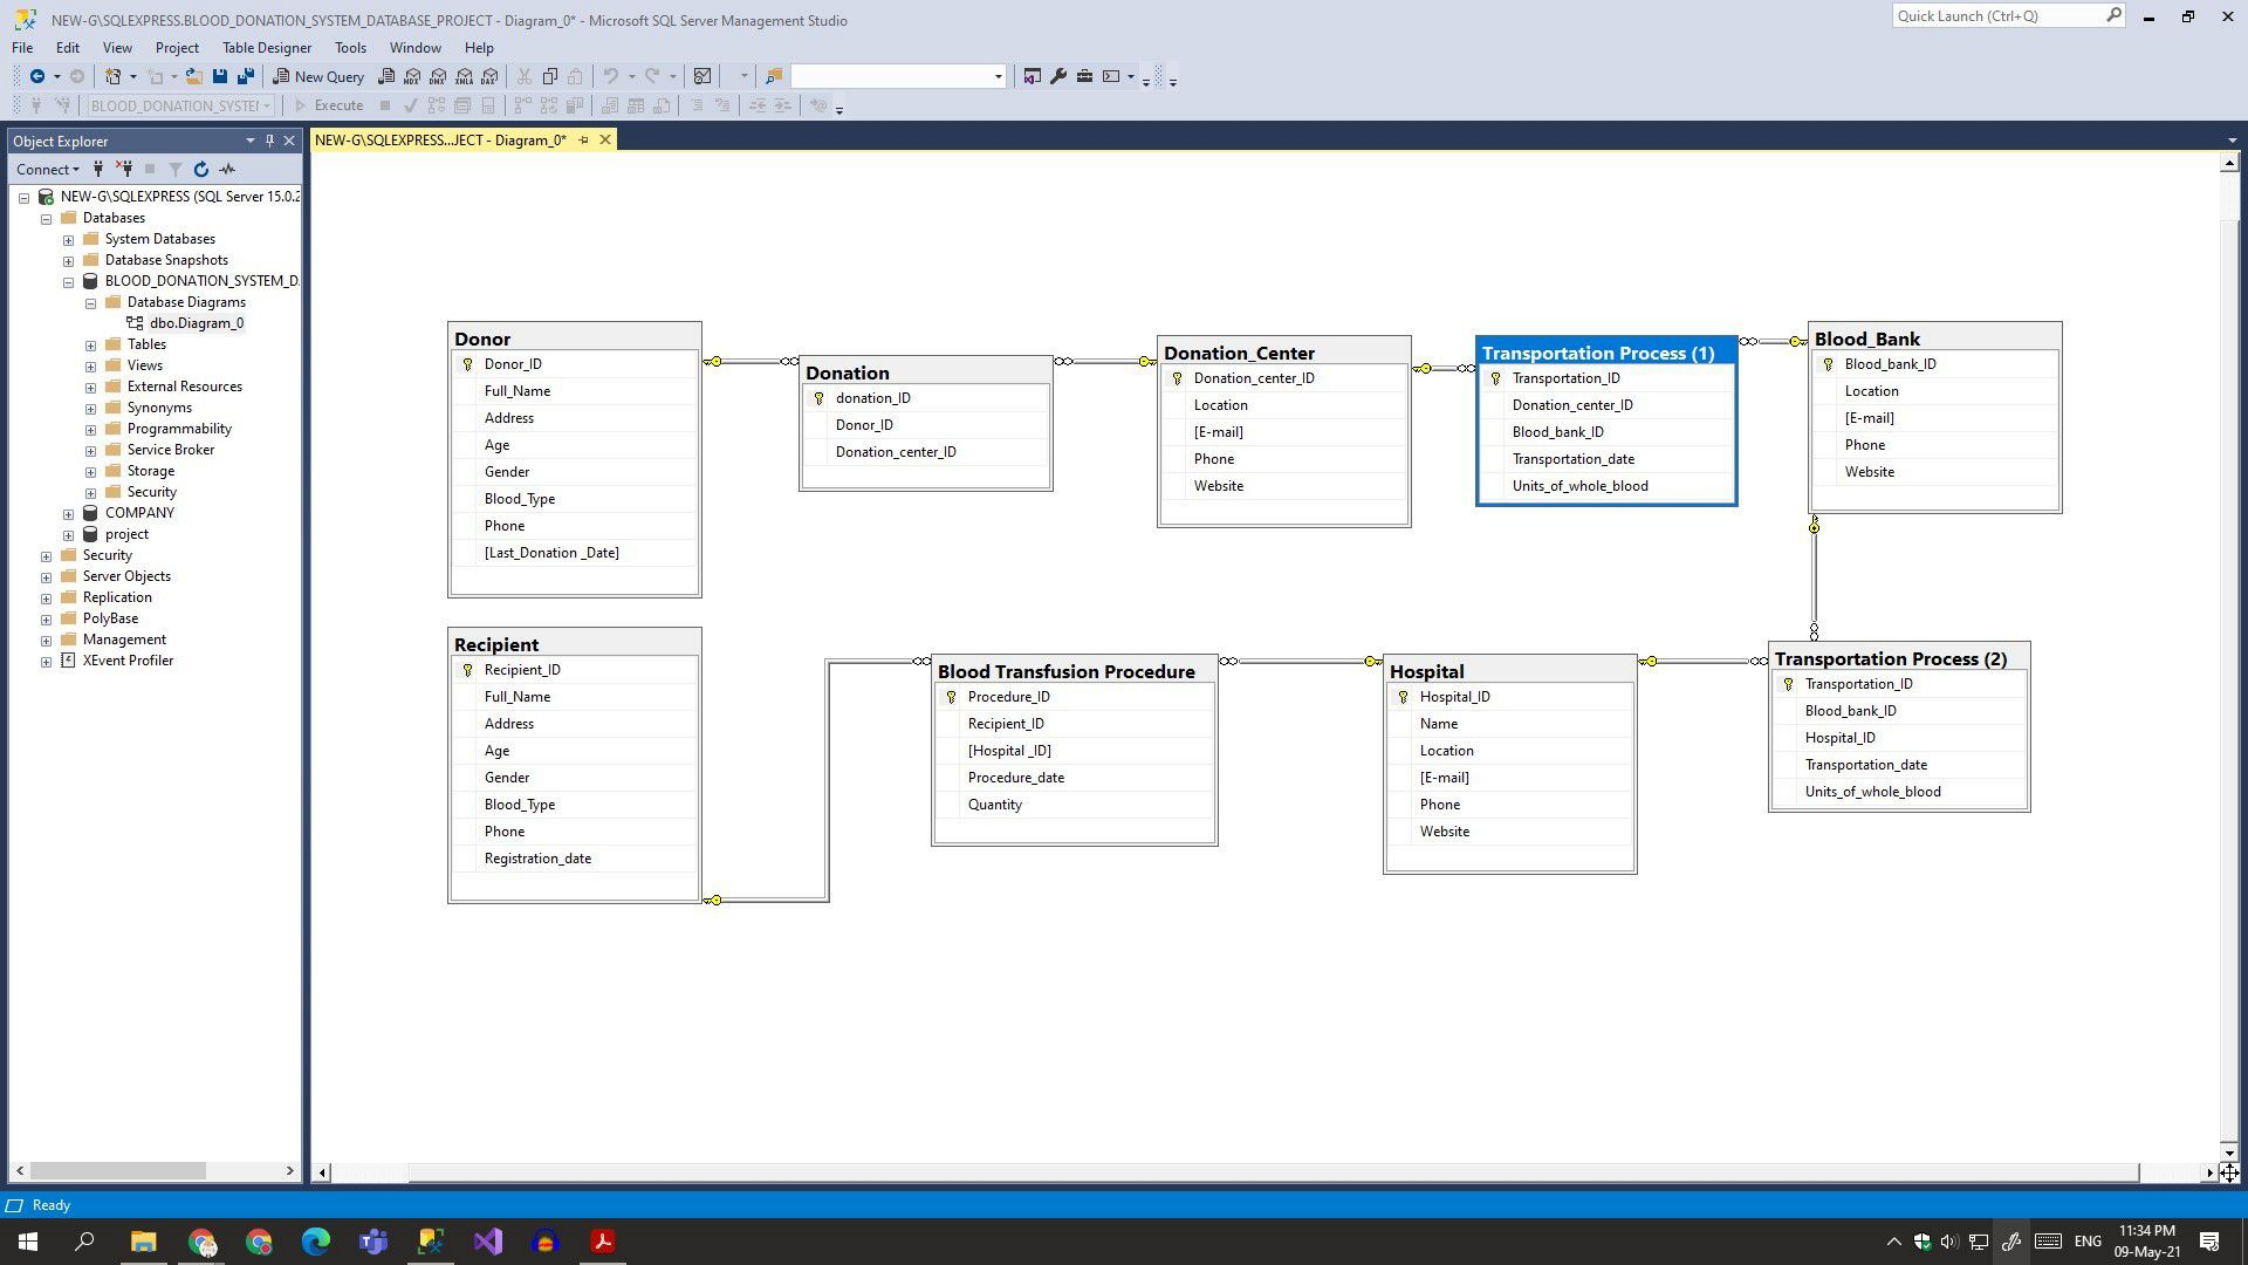 NEW-G\SQLEXPRESS.BLOOD_DONATION_SYSTEM_DATABASE_PROJECT - Diagram_0* - Microsoft SQL Server Management Studio
Quick Launch (Ctrl+Q)
File Edit View Project Table Designer Tools Window Help
New Query
BLOOD_DONATION_SYSTEM
Execute
Object Explorer
NEW-G\SQLEXPRESS...JECT - Diagram_0*
Connect
NEW-G\SQLEXPRESS (SQL Server 15.0.2
Databases
System Databases
Database Snapshots
BLOOD_DONATION_SYSTEM_D
Database Diagrams
dbo.Diagram_0
Tables
Views
External Resources
Synonyms
Programmability
Service Broker
Storage
Security
COMPANY
project
Security
Server Objects
Replication
PolyBase
Management
XEvent Profiler
Donor
Donor_ID
Full_Name
Address
Age
Gender
Blood_Type
Phone
[Last_Donation _Date]
Donation
donation_ID
Donor_ID
Donation_center_ID
Donation_Center
Donation_center_ID
Location
[E-mail]
Phone
Website
Transportation Process (1)
Transportation_ID
Donation_center_ID
Blood_bank_ID
Transportation_date
Units_of_whole_blood
Blood_Bank
Blood_bank_ID
Location
[E-mail]
Phone
Website
Recipient
Recipient_ID
Full_Name
Address
Age
Gender
Blood_Type
Phone
Registration_date
Blood Transfusion Procedure
Procedure_ID
Recipient_ID
[Hospital _ID]
Procedure_date
Quantity
Hospital
Hospital_ID
Name
Location
[E-mail]
Phone
Website
Transportation Process (2)
Transportation_ID
Blood_bank_ID
Hospital_ID
Transportation_date
Units_of_whole_blood
Ready
ENG
11:34 PM
09-May-21